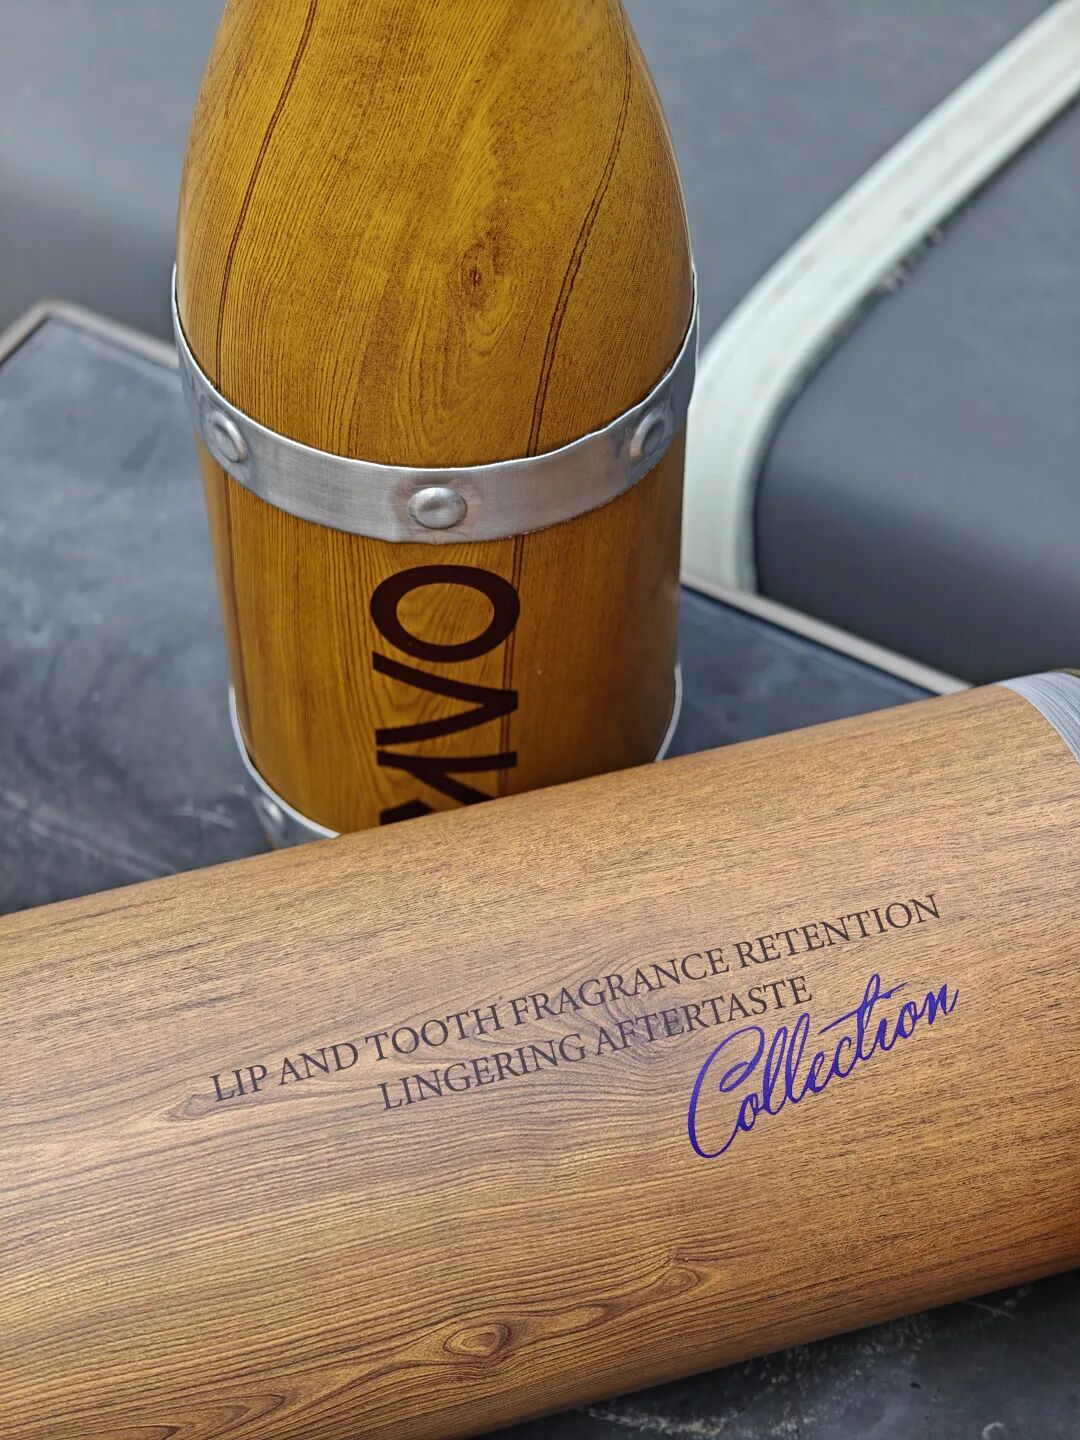 LIP AND TOOTH FRAGRANCE RETENTION
LINGERING AFTERTASTE
Collection